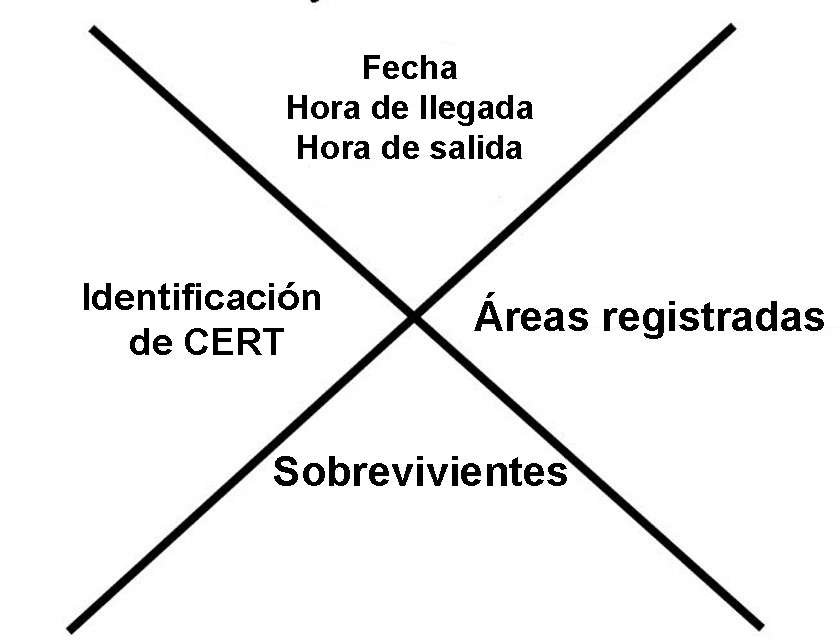 Fecha
Hora de llegada
Hora de salida
Identificación
de CERT
Áreas registradas
Sobrevivientes